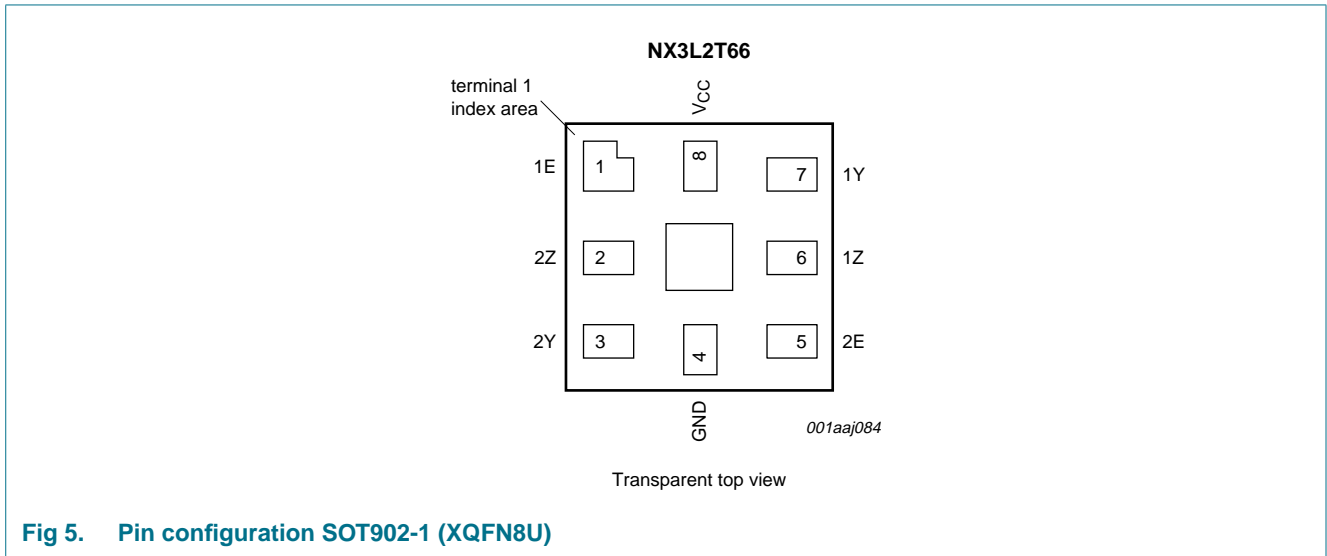 NX3L2T66
terminal 1
index area
VCC
1E
1
8
7
1Y
2Z
2
6
1Z
2Y
3
4
5
2E
GND
001aaj084
Transparent top view
Fig 5. Pin configuration SOT902-1 (XQFN8U)